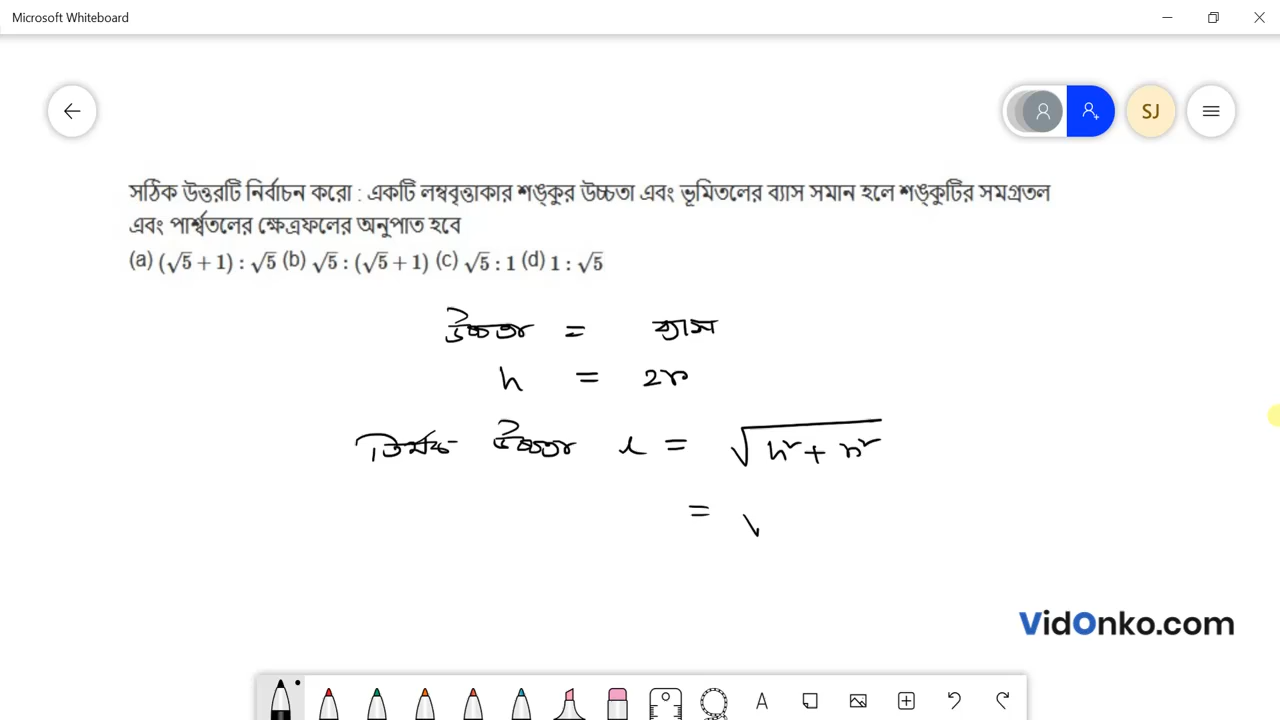 Microsoft Whiteboard
SJ
সঠিক উত্তরটি নির্বাচন করো : একটি লম্ববৃত্তাকার শঙ্কুর উচ্চতা এবং ভূমিতলের ব্যাস সমান হলে শঙ্কুটির সমগ্রতল
এবং পার্শ্বতলের ক্ষেত্রফলের অনুপাত হবে
(a) (√5 + 1) : √5 (b) √5 : (√5 + 1) (c) √5 : 1 (d) 1 : √5
উচ্চতা = ব্যাস
h = 2r
তির্যক উচ্চতা l = √h² + r²
=
VidOnko.com
A